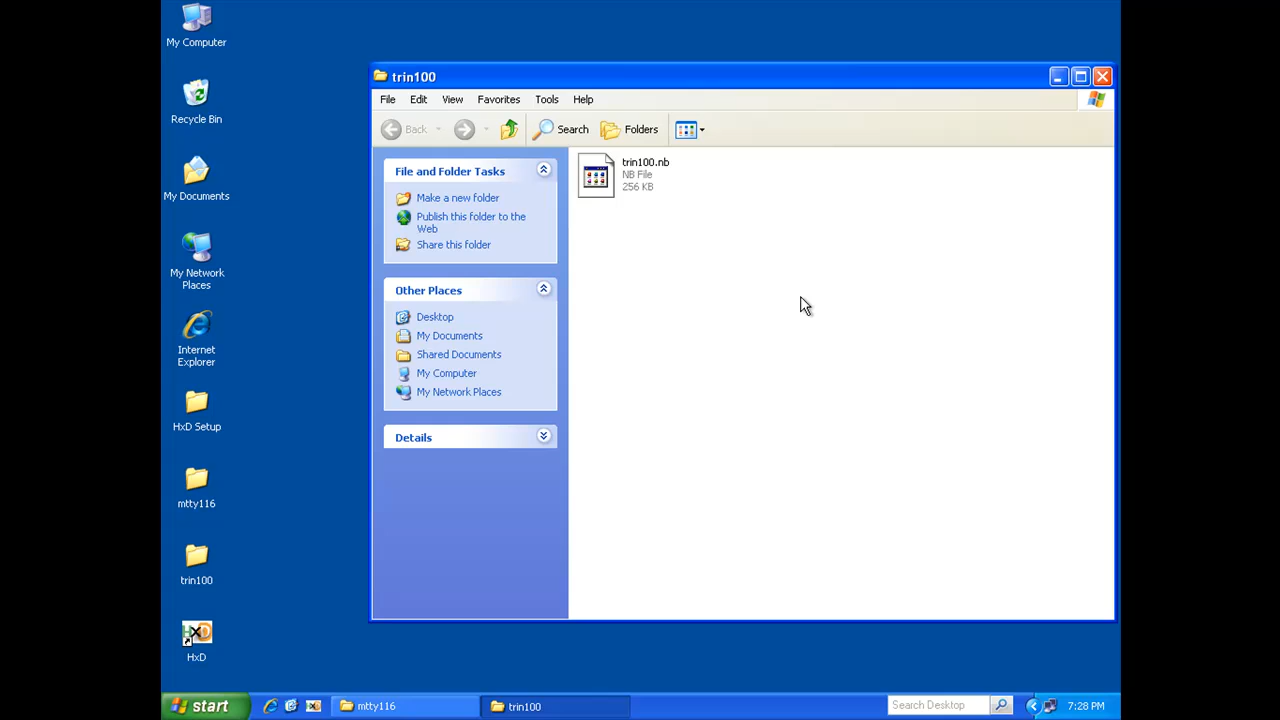 My Computer
Recycle Bin
My Documents
My Network
Places
Internet
Explorer
HxD Setup
mtty116
trin100
HxD
HxD
trin100
File Edit View Favorites Tools Help
Back Search Folders
File and Folder Tasks
Make a new folder
Publish this folder to the
Web
Share this folder
Other Places
Desktop
My Documents
Shared Documents
My Computer
My Network Places
Details
trin100.nb
NB File
256 KB
start mtty116 trin100 Search Desktop 7:28 PM